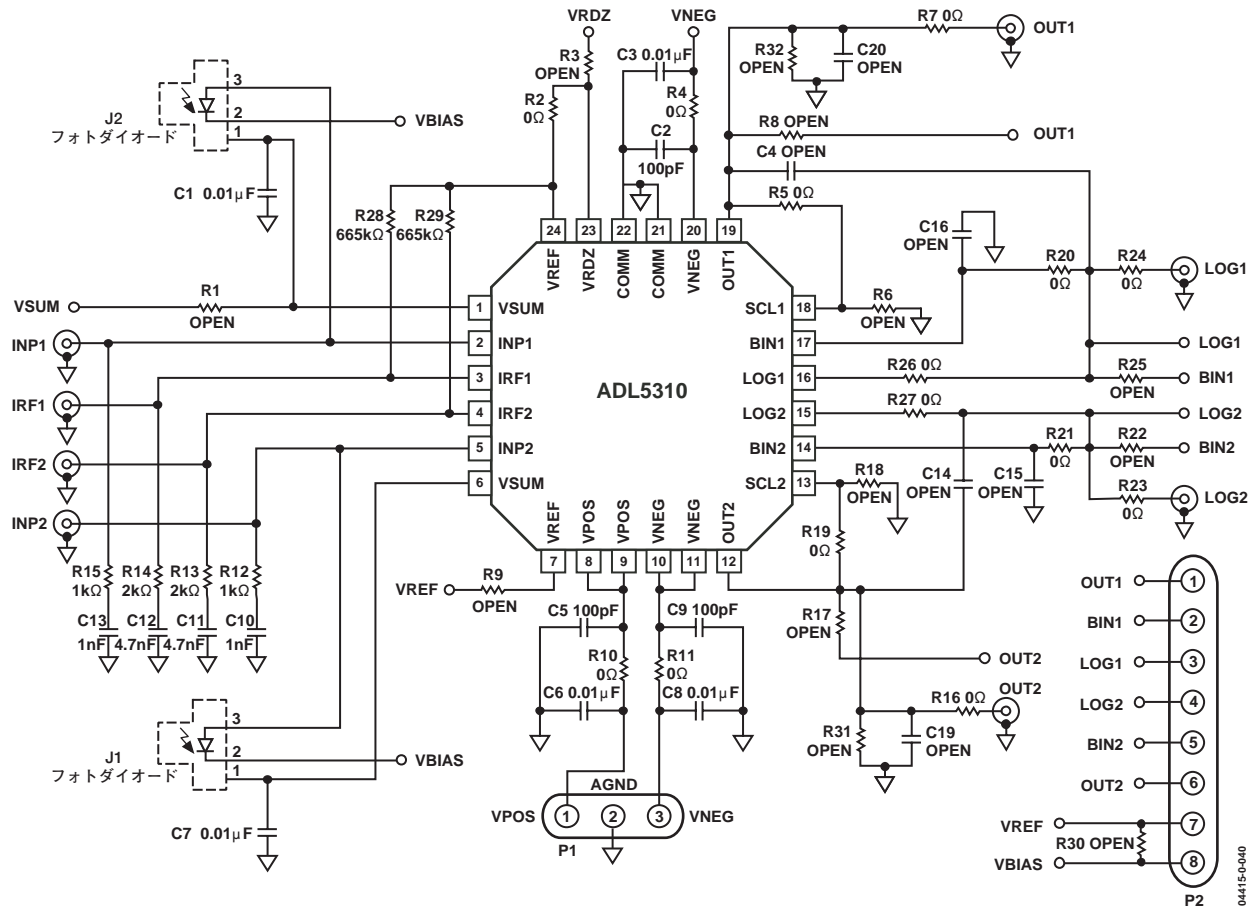 VRDZ
VNEG
R7 0Ω
OUT1
R3
OPEN
C3 0.01μF
R32
OPEN
C20
OPEN
3
2
1
J2
フォトダイオード
VBIAS
R2
0Ω
R4
0Ω
C2
100pF
R8 OPEN
OUT1
C4 OPEN
C1 0.01μF
R5 0Ω
R28
665kΩ
R29
665kΩ
24
23
22
21
20
19
VREF
VRDZ
COMM
COMM
VNEG
OUT1
C16
OPEN
R20
0Ω
R24
0Ω
LOG1
VSUM
R1
OPEN
1
VSUM
SCL1
18
R6
OPEN
INP1
2
INP1
BIN1
17
LOG1
3
IRF1
ADL5310
LOG1
16
R26 0Ω
R25
OPEN
BIN1
IRF1
4
IRF2
LOG2
15
R27 0Ω
LOG2
IRF2
5
INP2
BIN2
14
R21
0Ω
R22
OPEN
BIN2
6
VSUM
SCL2
13
R18
OPEN
C14
OPEN
C15
OPEN
R23
0Ω
LOG2
INP2
VREF
VPOS
VPOS
VNEG
VNEG
OUT2
7
8
9
10
11
12
R19
0Ω
R15
1kΩ
R14
2kΩ
R13
2kΩ
R12
1kΩ
VREF
R9
OPEN
C13
1nF
C12
4.7nF
C11
4.7nF
C10
1nF
C5 100pF
C9 100pF
R17
OPEN
R10
0Ω
R11
0Ω
OUT2
C6 0.01μF
C8 0.01μF
R16 0Ω
OUT2
R31
OPEN
C19
OPEN
3
2
1
J1
フォトダイオード
VBIAS
C7 0.01μF
AGND
VPOS
1
2
3
VNEG
P1
OUT1
1
BIN1
2
LOG1
3
LOG2
4
BIN2
5
OUT2
6
VREF
7
R30 OPEN
VBIAS
8
P2
04415-0-040